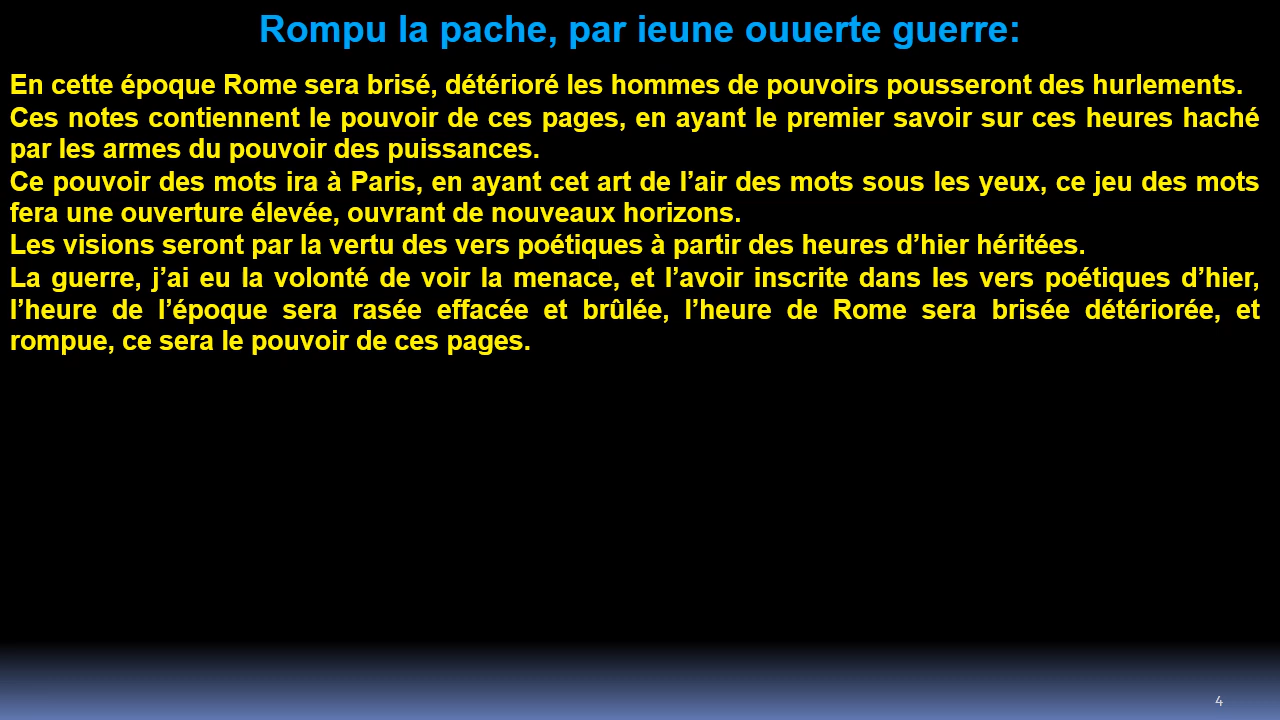 Rompu la pache, par ieune ouuerte guerre:
En cette époque Rome sera brisé, détérioré les hommes de pouvoirs pousseront des hurlements.
Ces notes contiennent le pouvoir de ces pages, en ayant le premier savoir sur ces heures haché
par les armes du pouvoir des puissances.
Ce pouvoir des mots ira à Paris, en ayant cet art de l’air des mots sous les yeux, ce jeu des mots
fera une ouverture élevée, ouvrant de nouveaux horizons.
Les visions seront par la vertu des vers poétiques à partir des heures d’hier héritées.
La guerre, j’ai eu la volonté de voir la menace, et l’avoir inscrite dans les vers poétiques d’hier,
l’heure de l’époque sera rasée effacée et brûlée, l’heure de Rome sera brisée détériorée, et
rompue, ce sera le pouvoir de ces pages.
4